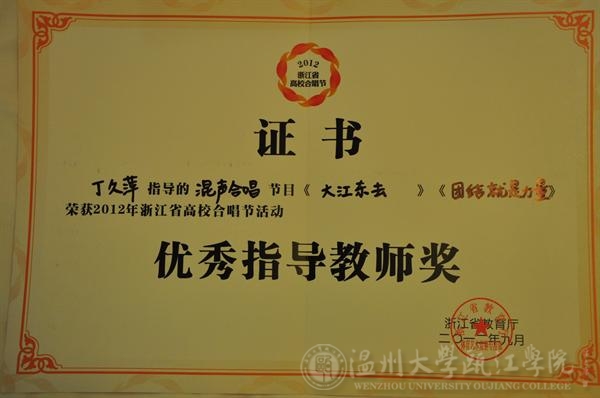 2012
浙江省
高校合唱节
证书
丁久萍 指导的 混声合唱 节目《 大江东去 》《团结就是力量》
荣获2012年浙江省高校合唱节活动
优秀指导教师奖
浙江省教育厅
二〇一二年九月
温州大学瓯江学院
WENZHOU UNIVERSITY OUJIANG COLLEGE